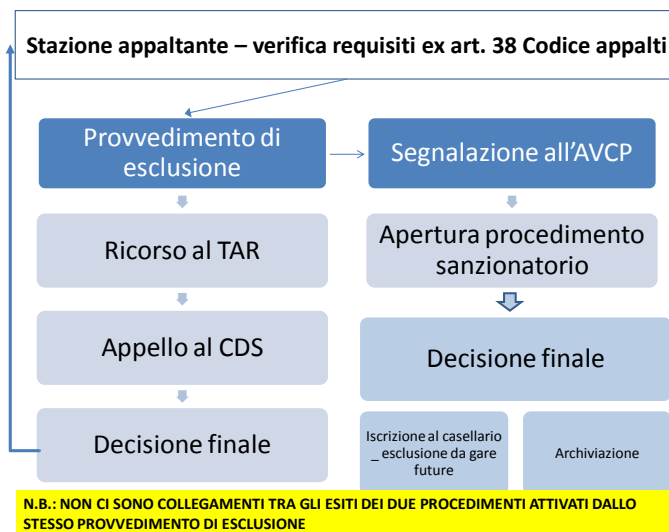 Stazione appaltante – verifica requisiti ex art. 38 Codice appalti
Provvedimento di
esclusione
Segnalazione all'AVCP
Ricorso al TAR
Apertura procedimento
sanzionatorio
Appello al CDS
Decisione finale
Decisione finale
Iscrizione al casellario
_ esclusione da gare
future
Archiviazione
N.B.: NON CI SONO COLLEGAMENTI TRA GLI ESITI DEI DUE PROCEDIMENTI ATTIVATI DALLO
STESSO PROVVEDIMENTO DI ESCLUSIONE